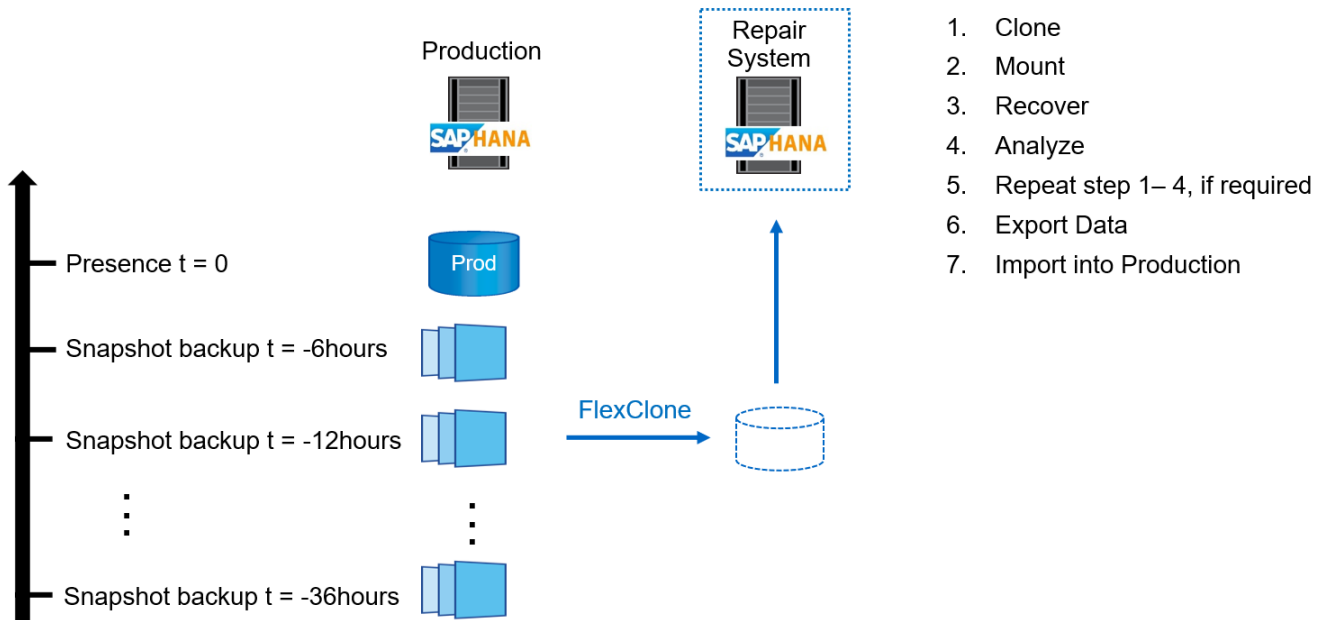 Production
SAP HANA
Repair
System
SAP HANA
1. Clone
2. Mount
3. Recover
4. Analyze
5. Repeat step 1– 4, if required
6. Export Data
7. Import into Production
Presence t = 0
Prod
Snapshot backup t = -6hours
Snapshot backup t = -12hours
FlexClone
Snapshot backup t = -36hours